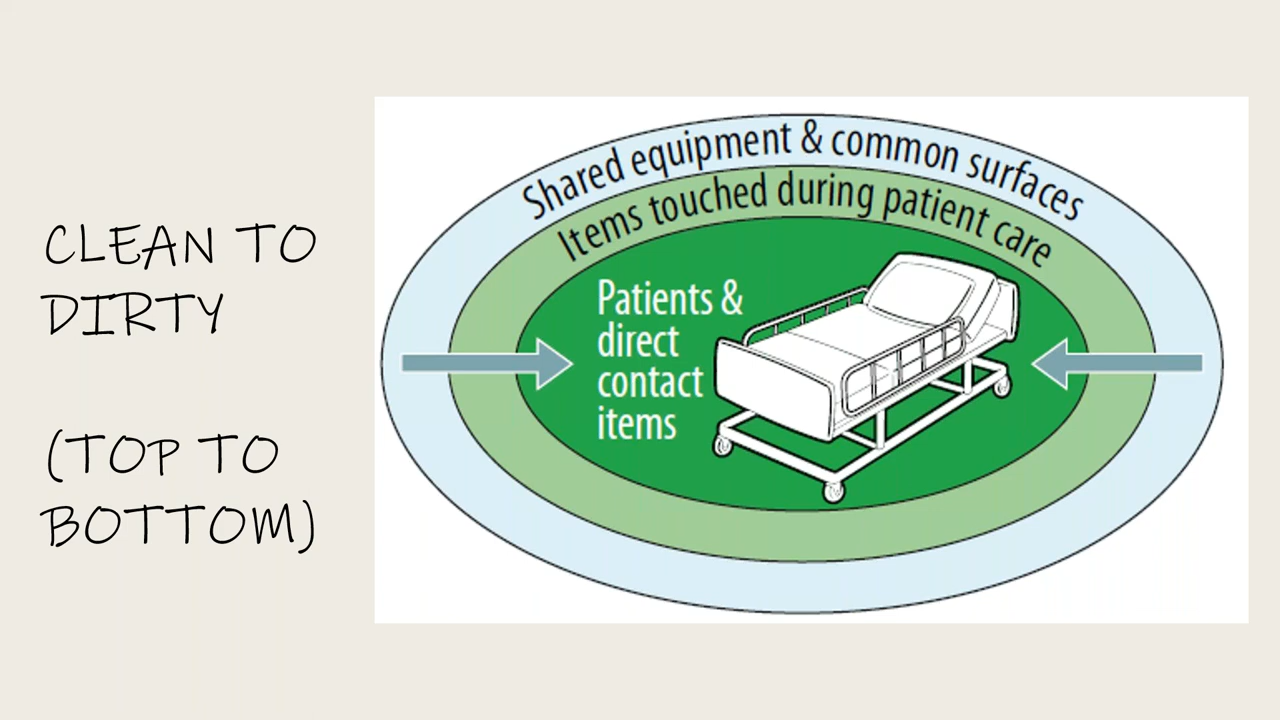 CLEAN TO
DIRTY
(TOP TO
BOTTOM)
Shared equipment & common surfaces
Items touched during patient care
Patients &
direct
contact
items